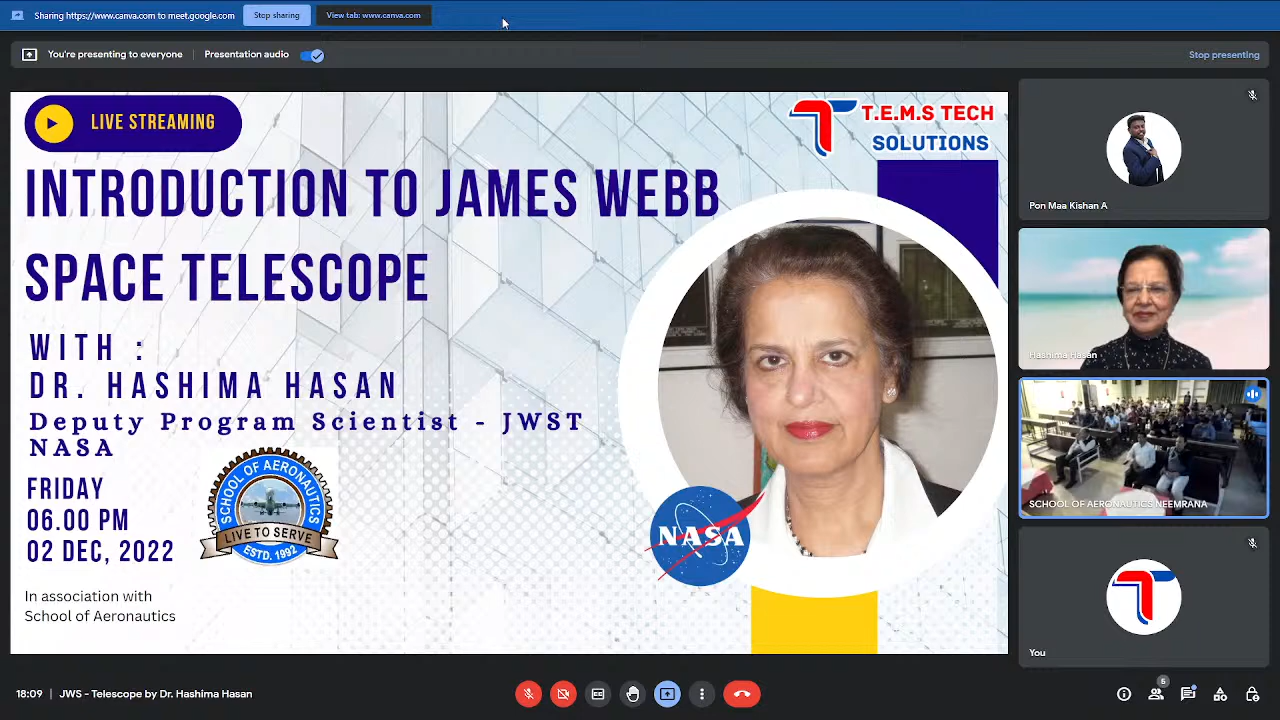 Sharing https://www.canva.com to meet.google.com
Stop sharing
View tab: www.canva.com
You're presenting to everyone
Presentation audio
Stop presenting
LIVE STREAMING
T.E.M.S TECH
SOLUTIONS
INTRODUCTION TO JAMES WEBB
SPACE TELESCOPE
WITH :
DR. HASHIMA HASAN
Deputy Program Scientist - JWST
NASA
FRIDAY
06.00 PM
02 DEC, 2022
SCHOOL OF AERONAUTICS
LIVE TO SERVE
ESTD. 1992
In association with
School of Aeronautics
NASA
Pon Maa Kishan A
Hashima Hasan
SCHOOL OF AERONAUTICS NEEMRANA
You
18:09 | JWS - Telescope by Dr. Hashima Hasan